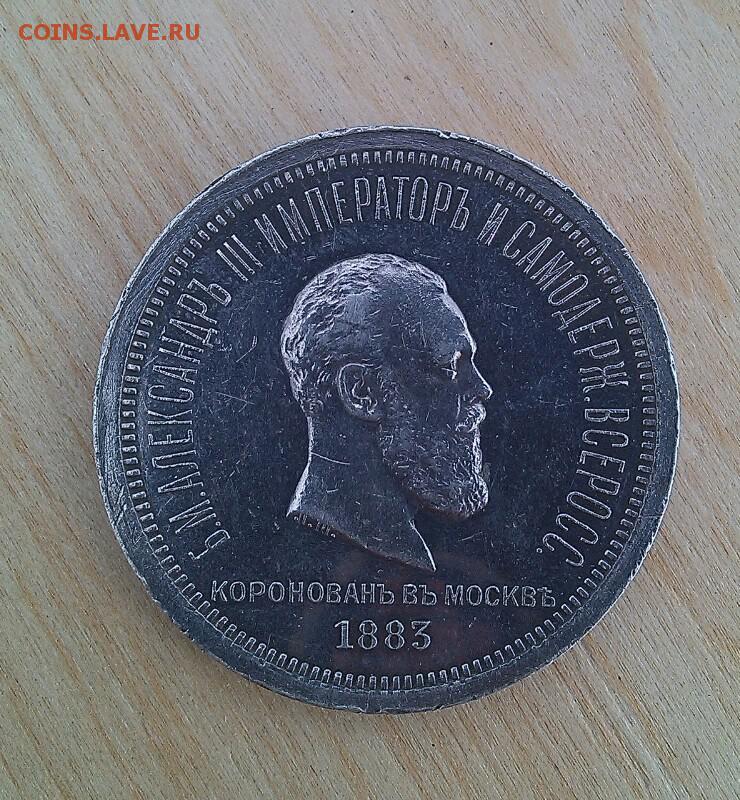 COINS.LAVE.RU
Б.М.АЛЕКСАНДРЪ III ИМПЕРАТОРЪ И САМОДЕРЖ. ВСЕРОСС.
КОРОНОВАНЪ ВЪ МОСКВѢ
1883